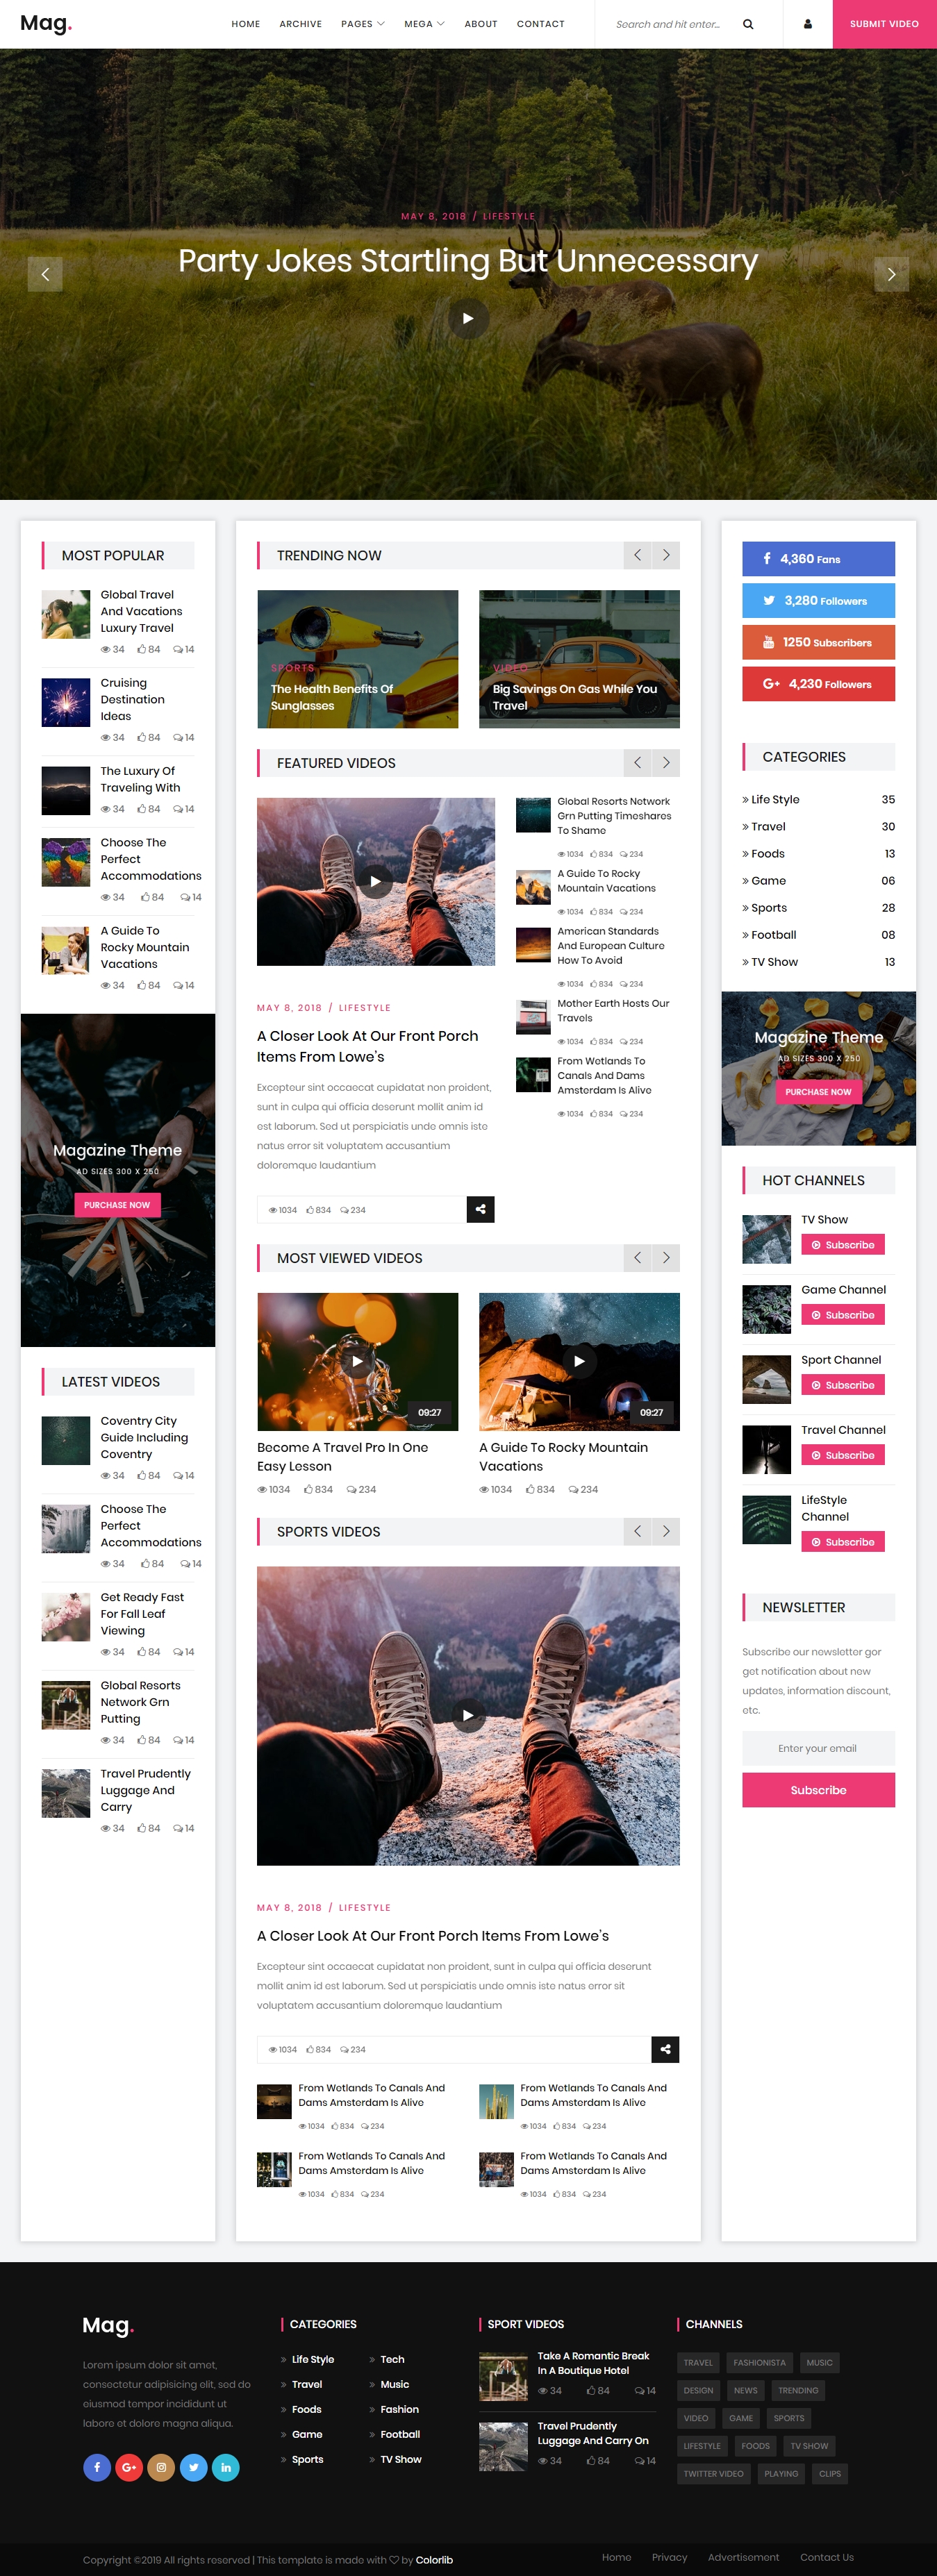 Mag.
HOME ARCHIVE PAGES MEGA ABOUT CONTACT
Search and hit enter...
SUBMIT VIDEO
MAY 8, 2018 / LIFESTYLE
Party Jokes Startling But Unnecessary
MOST POPULAR
Global Travel
And Vacations
Luxury Travel
34 84 14
Cruising
Destination
Ideas
34 84 14
The Luxury Of
Traveling With
34 84 14
Choose The
Perfect
Accommodations
34 84 14
A Guide To
Rocky Mountain
Vacations
34 84 14
Magazine Theme
AD SIZES 300 X 250
PURCHASE NOW
LATEST VIDEOS
Coventry City
Guide Including
Coventry
34 84 14
Choose The
Perfect
Accommodations
34 84 14
Get Ready Fast
For Fall Leaf
Viewing
34 84 14
Global Resorts
Network Grn
Putting
34 84 14
Travel Prudently
Luggage And
Carry
34 84 14
TRENDING NOW
SPORTS
The Health Benefits Of
Sunglasses
VIDEO
Big Savings On Gas While You
Travel
FEATURED VIDEOS
MAY 8, 2018 / LIFESTYLE
A Closer Look At Our Front Porch
Items From Lowe's
Excepteur sint occaecat cupidatat non proident,
sunt in culpa qui officia deserunt mollit anim id
est laborum. Sed ut perspiciatis unde omnis iste
natus error sit voluptatem accusantium
doloremque laudantium
1034 834 234
Global Resorts Network
Grn Putting Timeshares
To Shame
1034 834 234
A Guide To Rocky
Mountain Vacations
1034 834 234
American Standards
And European Culture
How To Avoid
1034 834 234
Mother Earth Hosts Our
Travels
1034 834 234
From Wetlands To
Canals And Dams
Amsterdam Is Alive
1034 834 234
MOST VIEWED VIDEOS
09:27
Become A Travel Pro In One
Easy Lesson
1034 834 234
09:27
A Guide To Rocky Mountain
Vacations
1034 834 234
SPORTS VIDEOS
MAY 8, 2018 / LIFESTYLE
A Closer Look At Our Front Porch Items From Lowe's
Excepteur sint occaecat cupidatat non proident, sunt in culpa qui officia deserunt
mollit anim id est laborum. Sed ut perspiciatis unde omnis iste natus error sit
voluptatem accusantium doloremque laudantium
1034 834 234
From Wetlands To Canals And
Dams Amsterdam Is Alive
1034 834 234
From Wetlands To Canals And
Dams Amsterdam Is Alive
1034 834 234
From Wetlands To Canals And
Dams Amsterdam Is Alive
1034 834 234
From Wetlands To Canals And
Dams Amsterdam Is Alive
1034 834 234
4,360 Fans
3,280 Followers
1250 Subscribers
4,230 Followers
CATEGORIES
Life Style 35
Travel 30
Foods 13
Game 06
Sports 28
Football 08
TV Show 13
Magazine Theme
AD SIZES 300 X 250
PURCHASE NOW
HOT CHANNELS
TV Show
Subscribe
Game Channel
Subscribe
Sport Channel
Subscribe
Travel Channel
Subscribe
LifeStyle
Channel
Subscribe
NEWSLETTER
Subscribe our newsletter gor
get notification about new
updates, information discount,
etc.
Enter your email
Subscribe
Mag.
Lorem ipsum dolor sit amet,
consectetur adipisicing elit, sed do
eiusmod tempor incididunt ut
labore et dolore magna aliqua.
CATEGORIES
Life Style Tech
Travel Music
Foods Fashion
Game Football
Sports TV Show
SPORT VIDEOS
Take A Romantic Break
In A Boutique Hotel
34 84 14
Travel Prudently
Luggage And Carry On
34 84 14
CHANNELS
TRAVEL FASHIONISTA MUSIC
DESIGN NEWS TRENDING
VIDEO GAME SPORTS
LIFESTYLE FOODS TV SHOW
TWITTER VIDEO PLAYING CLIPS
Copyright ©2019 All rights reserved | This template is made with ♡ by Colorlib
Home Privacy Advertisement Contact Us